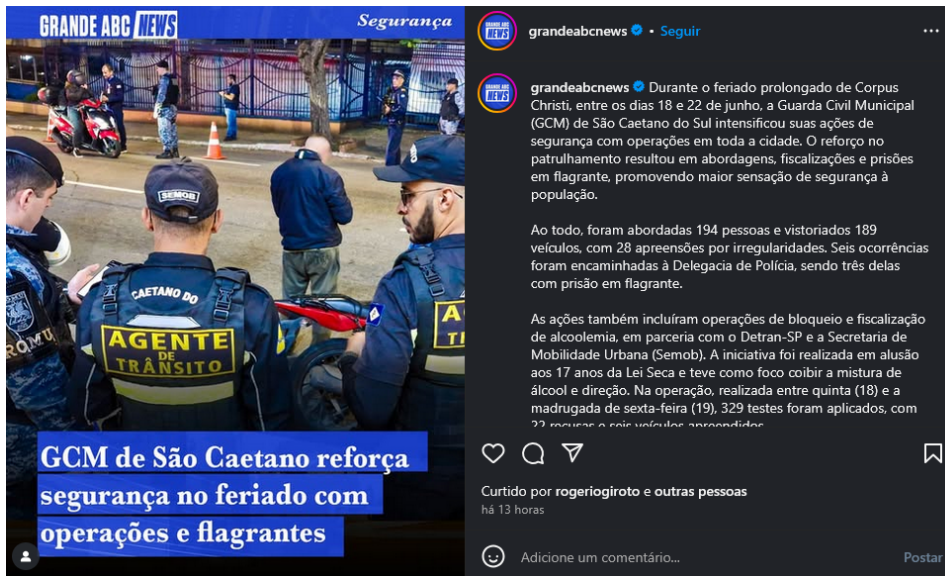 GRANDE ABC NEWS
Segurança
SEMOB
CAETANO DO
AGENTE
DE
TRÂNSITO
ROMU
GCM de São Caetano reforça
segurança no feriado com
operações e flagrantes
grandeabcnews • Seguir
grandeabcnews Durante o feriado prolongado de Corpus
Christi, entre os dias 18 e 22 de junho, a Guarda Civil Municipal
(GCM) de São Caetano do Sul intensificou suas ações de
segurança com operações em toda a cidade. O reforço no
patrulhamento resultou em abordagens, fiscalizações e prisões
em flagrante, promovendo maior sensação de segurança à
população.
Ao todo, foram abordadas 194 pessoas e vistoriados 189
veículos, com 28 apreensões por irregularidades. Seis ocorrências
foram encaminhadas à Delegacia de Polícia, sendo três delas
com prisão em flagrante.
As ações também incluíram operações de bloqueio e fiscalização
de alcoolemia, em parceria com o Detran-SP e a Secretaria de
Mobilidade Urbana (Semob). A iniciativa foi realizada em alusão
aos 17 anos da Lei Seca e teve como foco coibir a mistura de
álcool e direção. Na operação, realizada entre quinta (18) e a
madrugada de sexta-feira (19), 329 testes foram aplicados, com
22 recusas e seis veículos apreendidos.
Curtido por rogeriogiroto e outras pessoas
há 13 horas
Adicione um comentário...
Postar